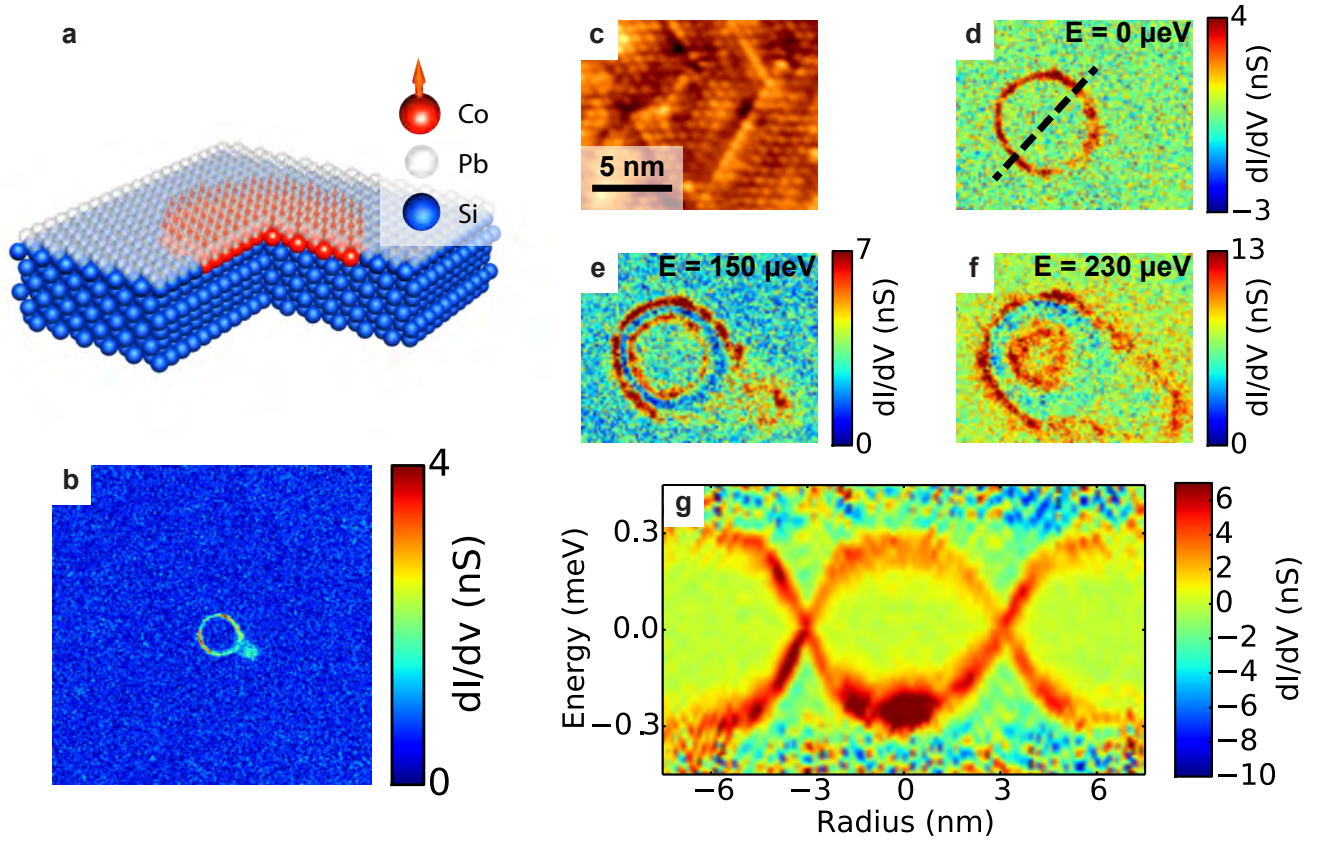 a
Co
Pb
Si
b
4
0
dI/dv (nS)
c
5 nm
d
E = 0 µeV
4
−3
dI/dV (nS)
e
E = 150 µeV
7
0
dI/dV (nS)
f
E = 230 µeV
13
0
dI/dV (nS)
g
0.3
0.0
−0.3
Energy (meV)
−6
−3
0
3
6
Radius (nm)
6
4
2
0
−2
−4
−6
−8
−10
dI/dV (nS)